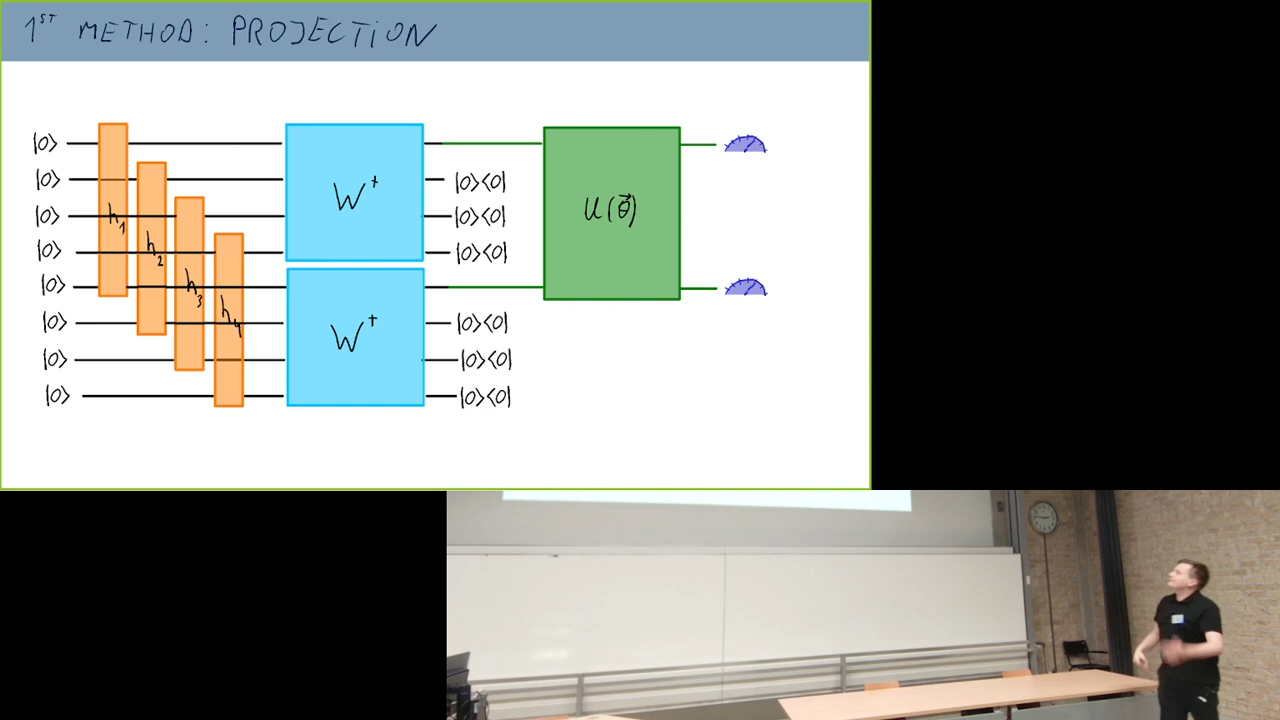 1ST METHOD: PROJECTION
|0>
|0> |0><0|
|0> h1 W+ |0><0| U(θ⃗)
|0> h2 |0><0|
|0> h3
|0> h4 W+ |0><0|
|0> |0><0|
|0> |0><0|